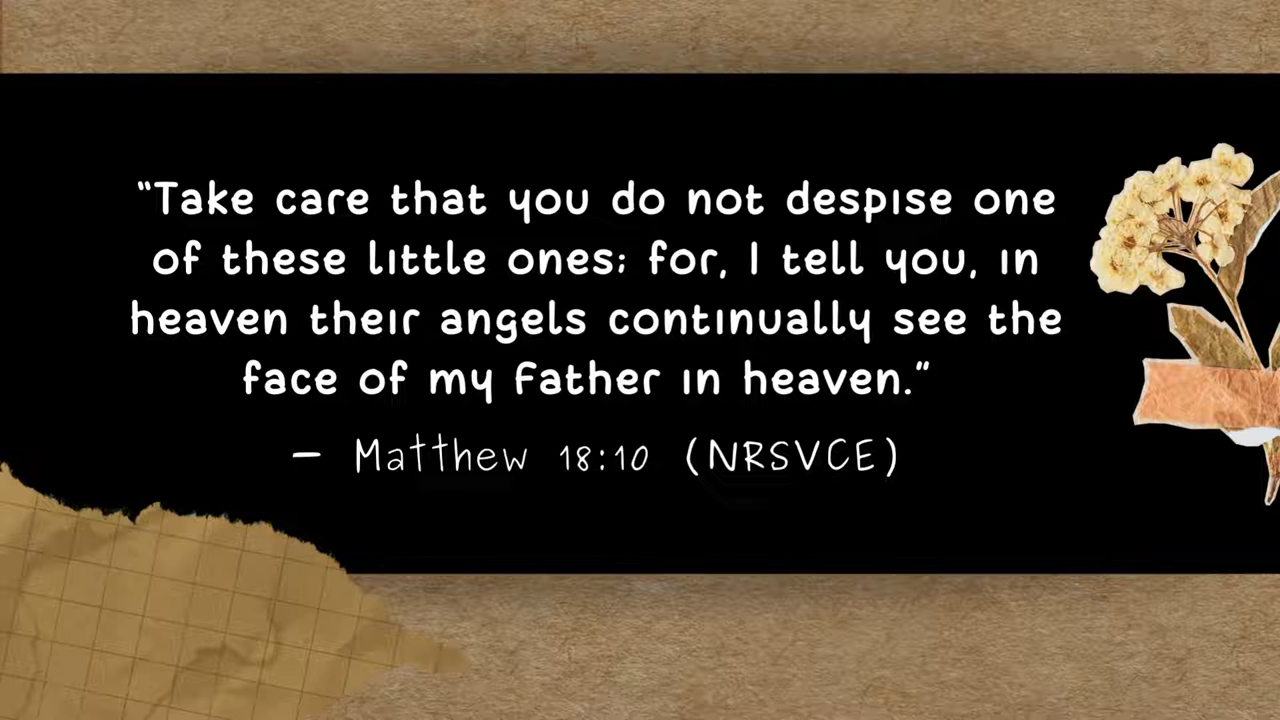 "Take care that you do not despise one
of these little ones; for, I tell you, in
heaven their angels continually see the
face of my Father in heaven."
– Matthew 18:10 (NRSVCE)